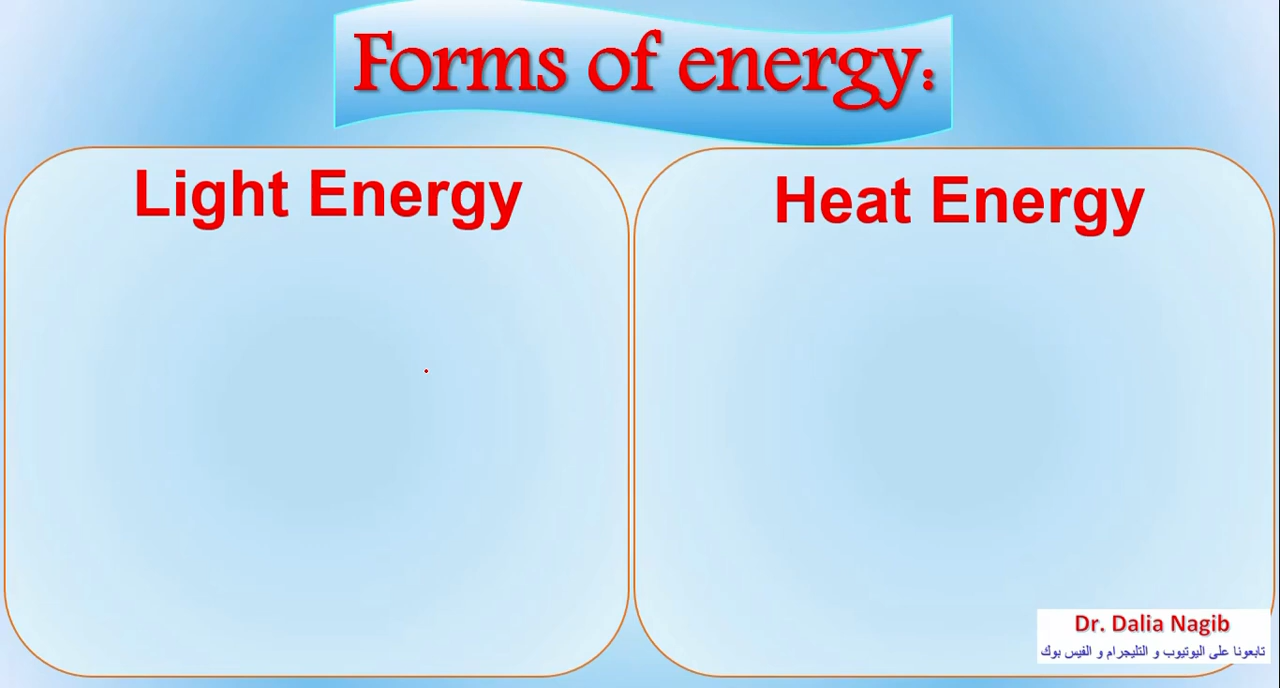 Forms of energy:
Light Energy
Heat Energy
Dr. Dalia Nagib
تابعونا على اليوتيوب و التليجرام و الفيس بوك